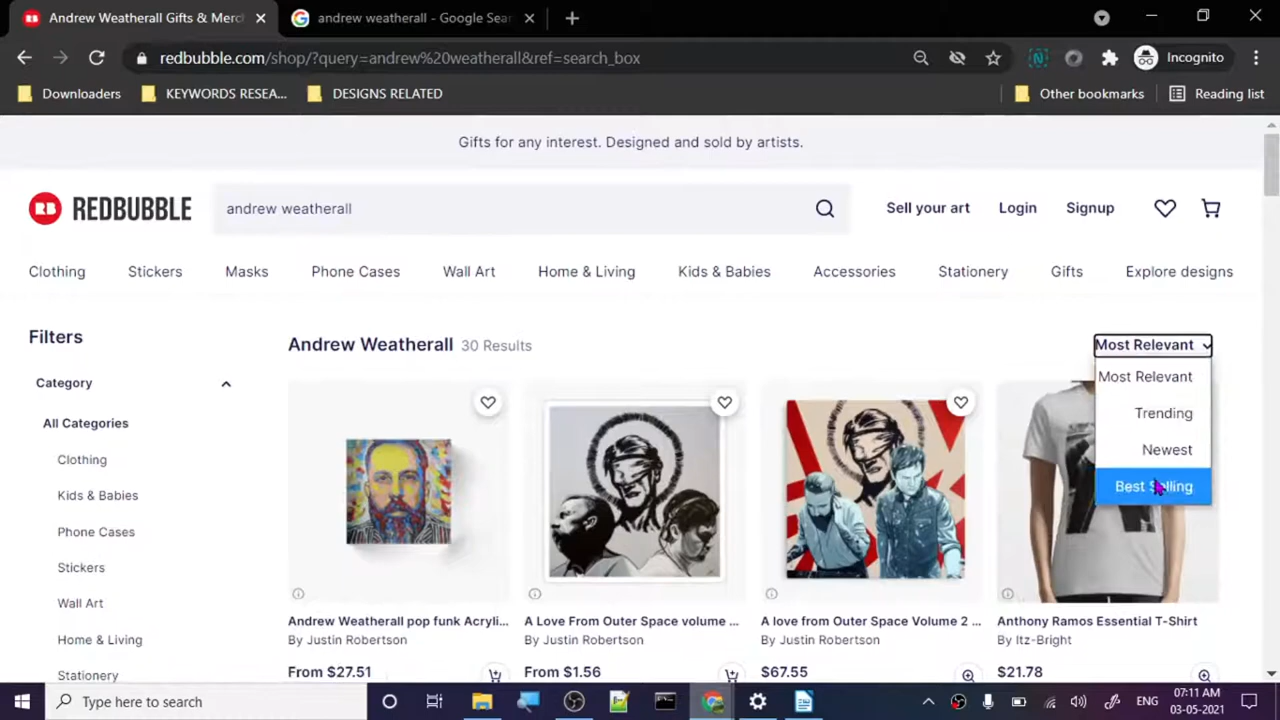 Andrew Weatherall Gifts & Merch
andrew weatherall - Google Sear
redbubble.com/shop/?query=andrew%20weatherall&ref=search_box
Incognito
Downloaders
KEYWORDS RESEA...
DESIGNS RELATED
Other bookmarks
Reading list
Gifts for any interest. Designed and sold by artists.
RB REDBUBBLE
andrew weatherall
Sell your art
Login
Signup
Clothing
Stickers
Masks
Phone Cases
Wall Art
Home & Living
Kids & Babies
Accessories
Stationery
Gifts
Explore designs
Filters
Andrew Weatherall 30 Results
Most Relevant
Most Relevant
Trending
Newest
Best Selling
Category
All Categories
Clothing
Kids & Babies
Phone Cases
Stickers
Wall Art
Home & Living
Stationery
Andrew Weatherall pop funk Acryli...
By Justin Robertson
From $27.51
A Love From Outer Space volume ...
By Justin Robertson
From $1.56
A love from Outer Space Volume 2 ...
By Justin Robertson
$67.55
Anthony Ramos Essential T-Shirt
By Itz-Bright
$21.78
Type here to search
ENG
07:11 AM
03-05-2021